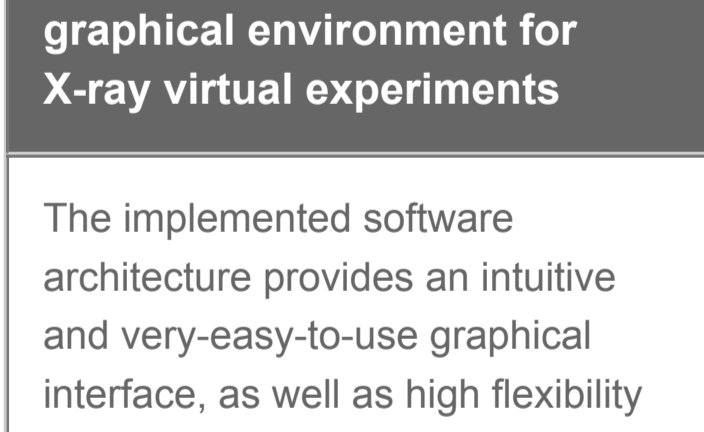 graphical environment for
X-ray virtual experiments
The implemented software
architecture provides an intuitive
and very-easy-to-use graphical
interface, as well as high flexibility